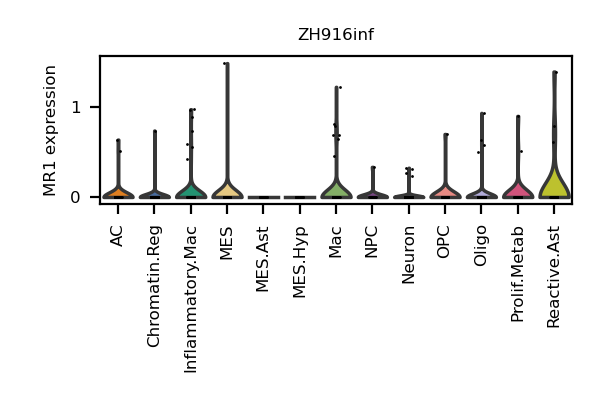 ZH916inf
MR1 expression
1
0
AC
Chromatin.Reg
Inflammatory.Mac
MES
MES.Ast
MES.Hyp
Mac
NPC
Neuron
OPC
Oligo
Prolif.Metab
Reactive.Ast